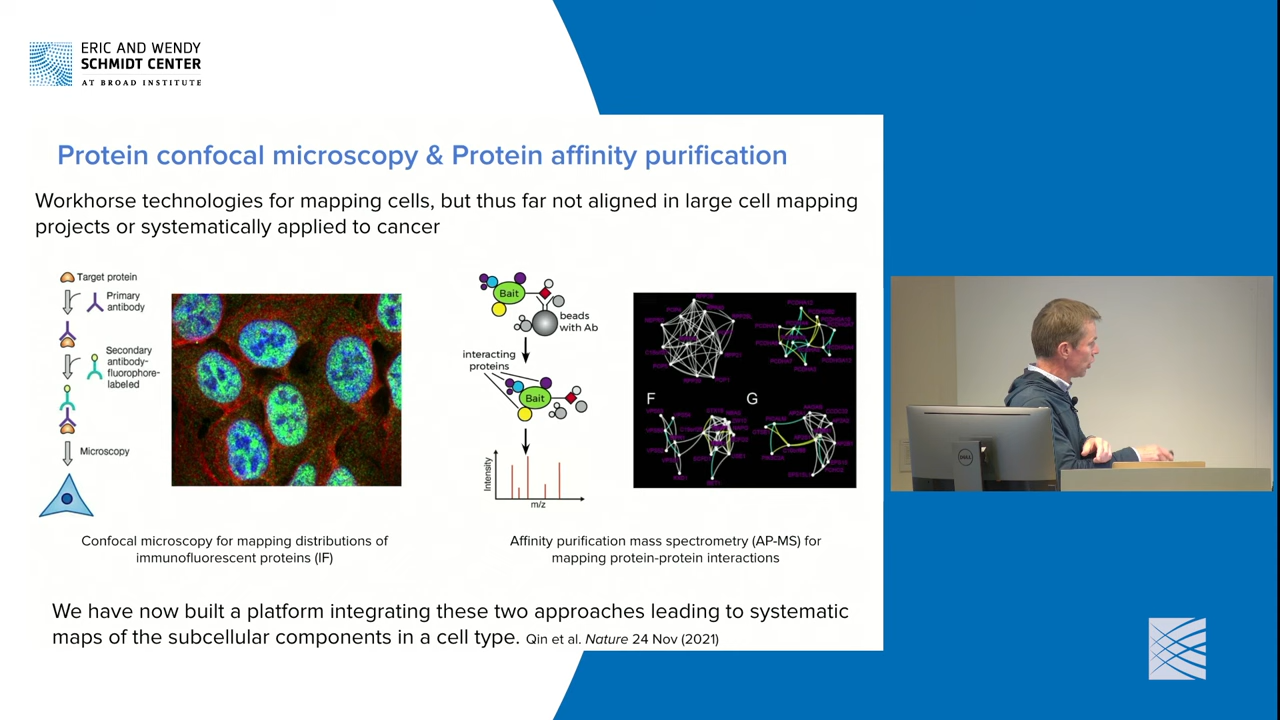 ERIC AND WENDY
SCHMIDT CENTER
AT BROAD INSTITUTE
Protein confocal microscopy & Protein affinity purification
Workhorse technologies for mapping cells, but thus far not aligned in large cell mapping
projects or systematically applied to cancer
Target protein
Primary
antibody
Secondary
antibody-
fluorophore-
labeled
Microscopy
Bait
beads
with Ab
interacting
proteins
Bait
Intensity
m/z
F
G
Confocal microscopy for mapping distributions of
immunofluorescent proteins (IF)
Affinity purification mass spectrometry (AP-MS) for
mapping protein-protein interactions
We have now built a platform integrating these two approaches leading to systematic
maps of the subcellular components in a cell type. Qin et al. Nature 24 Nov (2021)
DELL